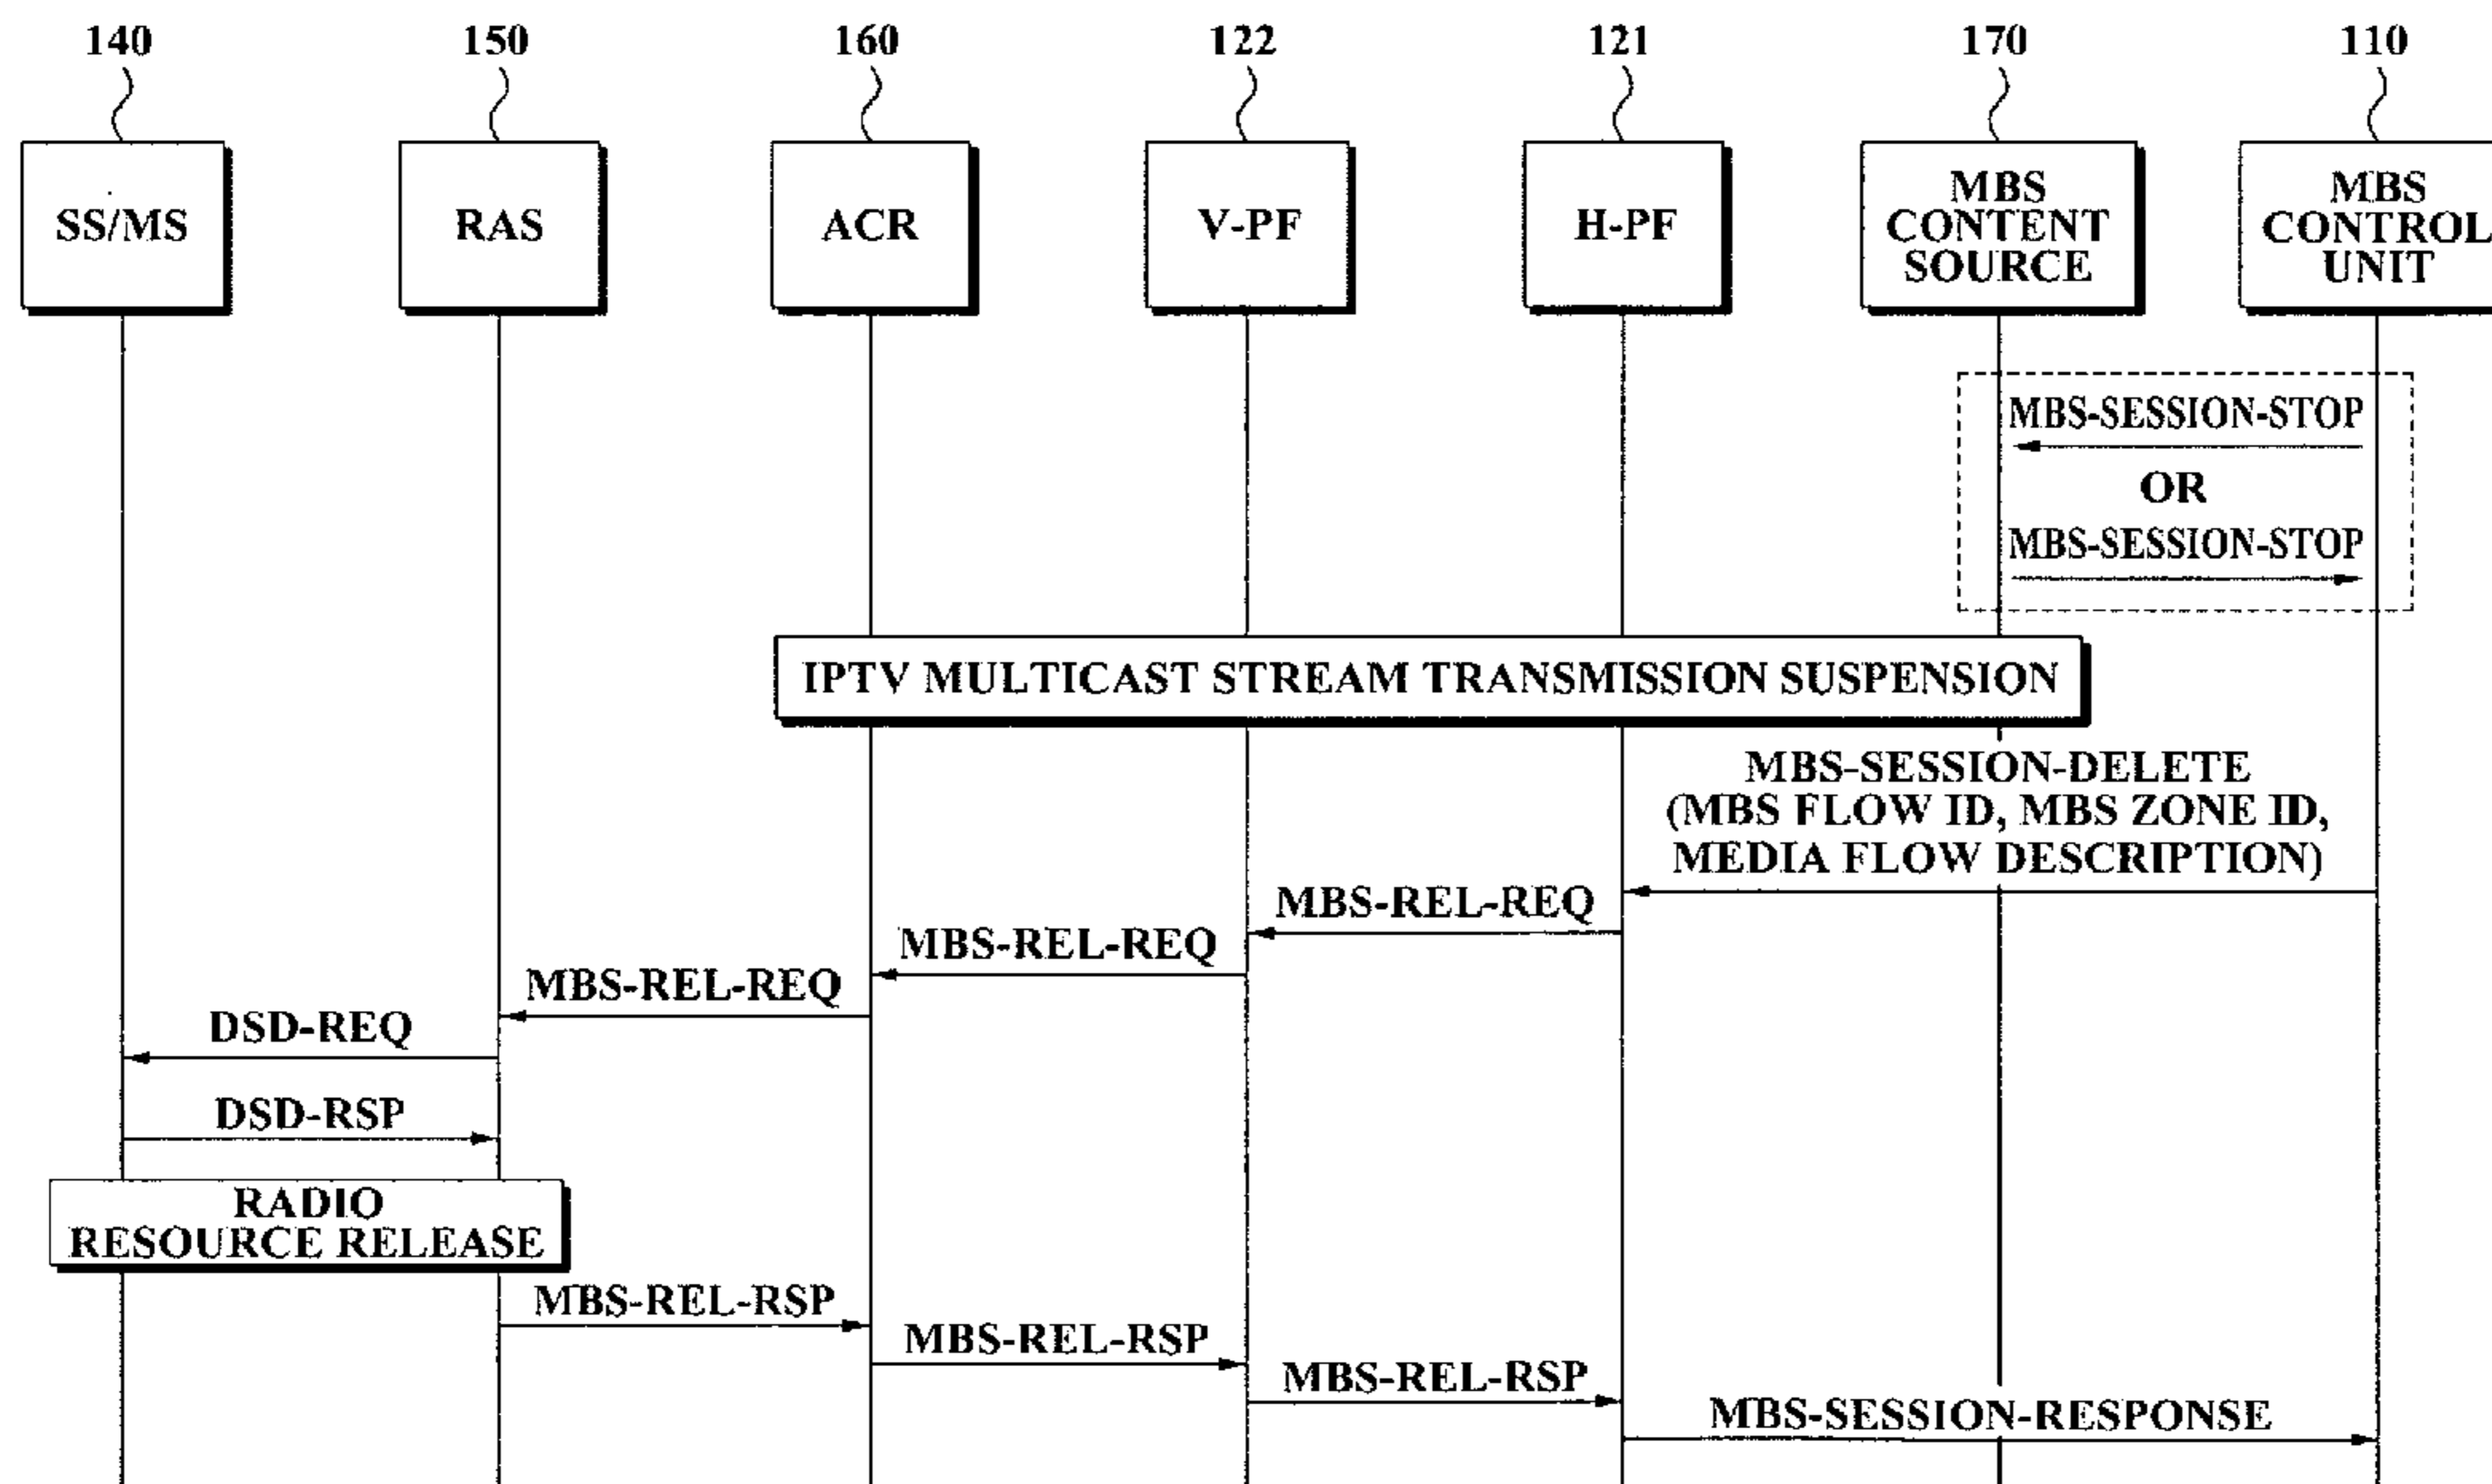 140 150 160 122 121 170 110
SS/MS
RAS
ACR
V-PF
H-PF
MBS
CONTENT
SOURCE
MBS
CONTROL
UNIT
MBS-SESSION-STOP
OR
MBS-SESSION-STOP
IPTV MULTICAST STREAM TRANSMISSION SUSPENSION
MBS-SESSION-DELETE
(MBS FLOW ID, MBS ZONE ID,
MEDIA FLOW DESCRIPTION)
MBS-REL-REQ
MBS-REL-REQ
MBS-REL-REQ
DSD-REQ
DSD-RSP
RADIO
RESOURCE RELEASE
MBS-REL-RSP
MBS-REL-RSP
MBS-REL-RSP
MBS-SESSION-RESPONSE